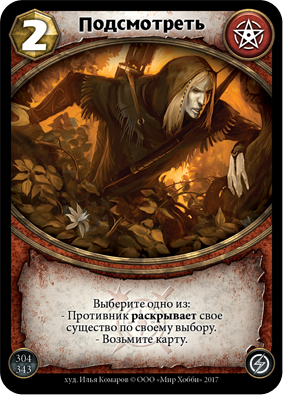 2
Подсмотреть
Выберите одно из:
- Противник раскрывает свое
существо по своему выбору.
- Возьмите карту.
304
343
худ. Илья Комаров © ООО «Мир Хобби» 2017